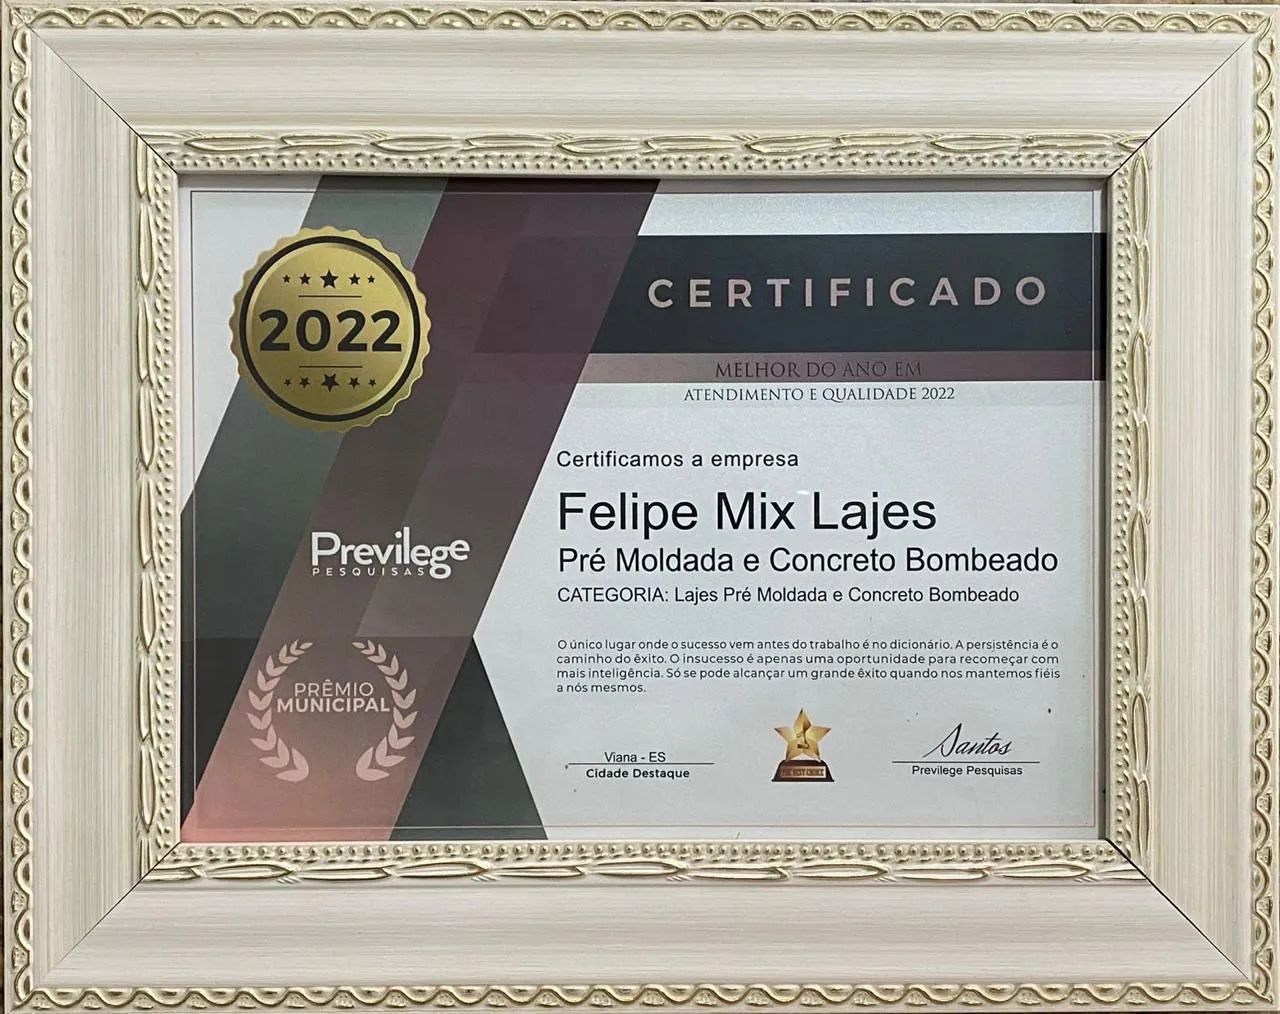 CERTIFICADO
2022
MELHOR DO ANO EM
ATENDIMENTO E QUALIDADE 2022
Certificamos a empresa
Felipe Mix Lajes
Pré Moldada e Concreto Bombeado
CATEGORIA: Lajes Pré Moldada e Concreto Bombeado
Previlege
PESQUISAS
O único lugar onde o sucesso vem antes do trabalho é no dicionário. A persistência é o
caminho do êxito. O insucesso é apenas uma oportunidade para recomeçar com
mais inteligência. Só se pode alcançar um grande êxito quando nos mantemos fiéis
a nós mesmos.
PRÊMIO
MUNICIPAL
Viana - ES
Cidade Destaque
THE BEST CHOICE
Santos
Previlege Pesquisas